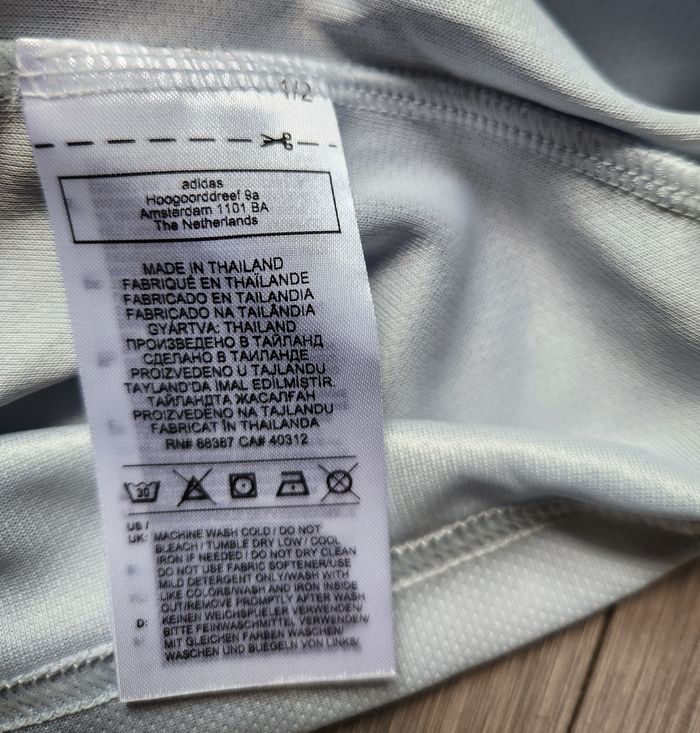 1/2
adidas
Hoogoorddreef 9a
Amsterdam 1101 BA
The Netherlands
MADE IN THAILAND
FABRIQUÉ EN THAÏLANDE
FABRICADO EN TAILANDIA
FABRICADO NA TAILÂNDIA
GYÁRTVA: THAILAND
ПРОИЗВЕДЕНО В ТАЙЛАНД
СДЕЛАНО В ТАИЛАНДЕ
PROIZVEDENO U TAJLANDU
TAYLAND'DA İMAL EDİLMİŞTİR.
ТАЙЛАНДТА ЖАСАЛҒАН
PROIZVEDENO NA TAJLANDU
FABRICAT ÎN THAILANDA
RN# 88387 CA# 40312
30
US /
UK: MACHINE WASH COLD / DO NOT
BLEACH / TUMBLE DRY LOW / COOL
IRON IF NEEDED / DO NOT DRY CLEAN
DO NOT USE FABRIC SOFTENER/USE
MILD DETERGENT ONLY/WASH WITH
LIKE COLORS/WASH AND IRON INSIDE
OUT/REMOVE PROMPTLY AFTER WASH
D: KEINEN WEICHSPUELER VERWENDEN/
BITTE FEINWASCHMITTEL VERWENDEN/
MIT GLEICHEN FARBEN WASCHEN/
WASCHEN UND BUEGELN VON LINKS/